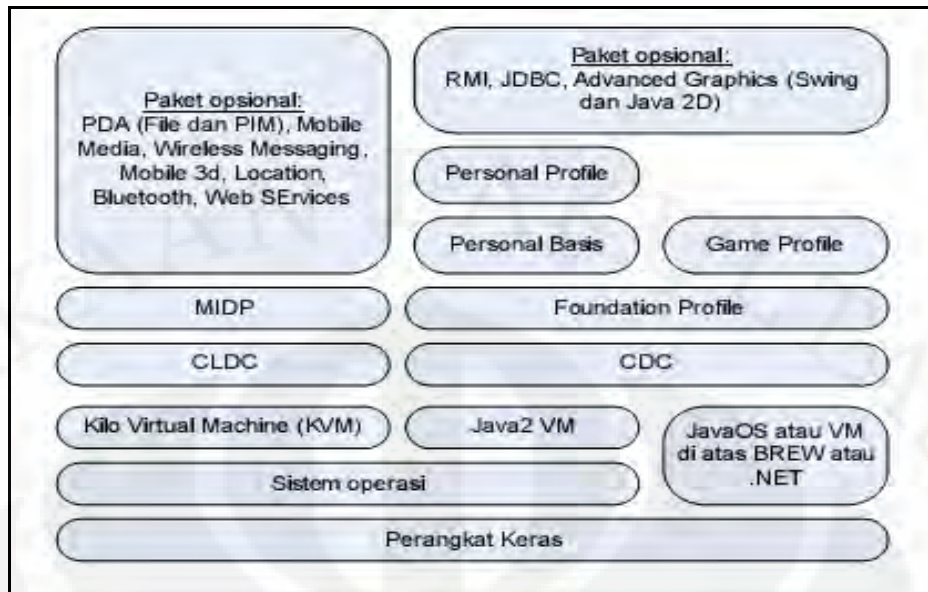 Paket opsional:
PDA (File dan PIM), Mobile
Media, Wireless Messaging,
Mobile 3d, Location,
Bluetooth, Web SErvices
Paket opsional:
RMI, JDBC, Advanced Graphics (Swing
dan Java 2D)
Personal Profile
Personal Basis
Game Profile
MIDP
Foundation Profile
CLDC
CDC
Kilo Virtual Machine (KVM)
Java2 VM
JavaOS atau VM
di atas BREW atau
.NET
Sistem operasi
Perangkat Keras